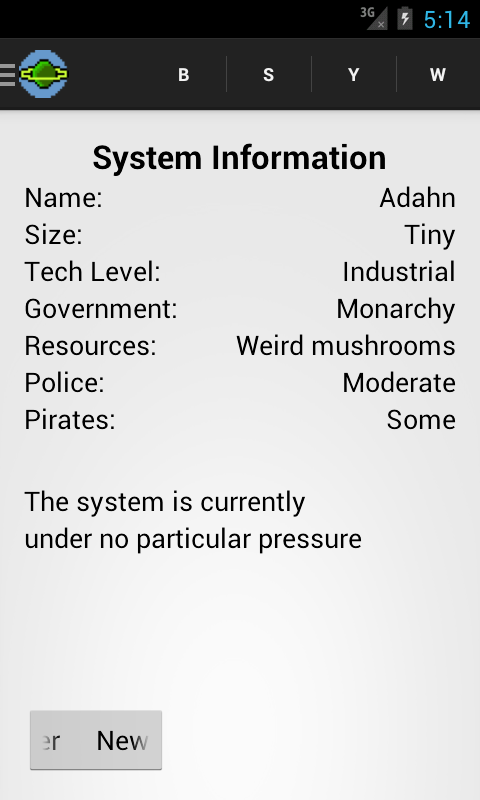 3G 5:14
B S Y W
System Information
Name: Adahn
Size: Tiny
Tech Level: Industrial
Government: Monarchy
Resources: Weird mushrooms
Police: Moderate
Pirates: Some
The system is currently
under no particular pressure
er New